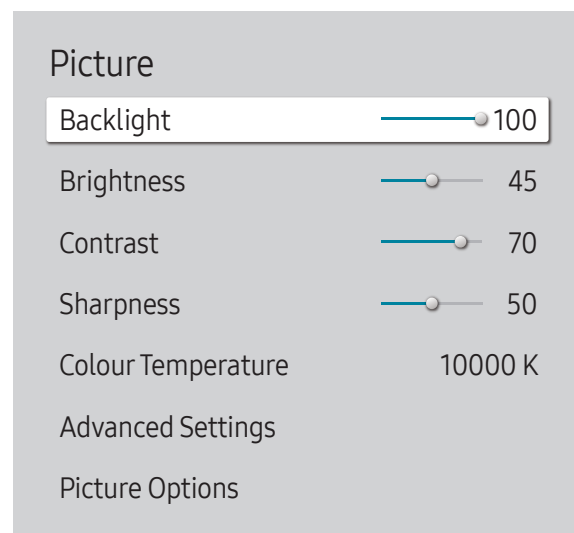 Picture
Backlight 100
Brightness 45
Contrast 70
Sharpness 50
Colour Temperature 10000 K
Advanced Settings
Picture Options